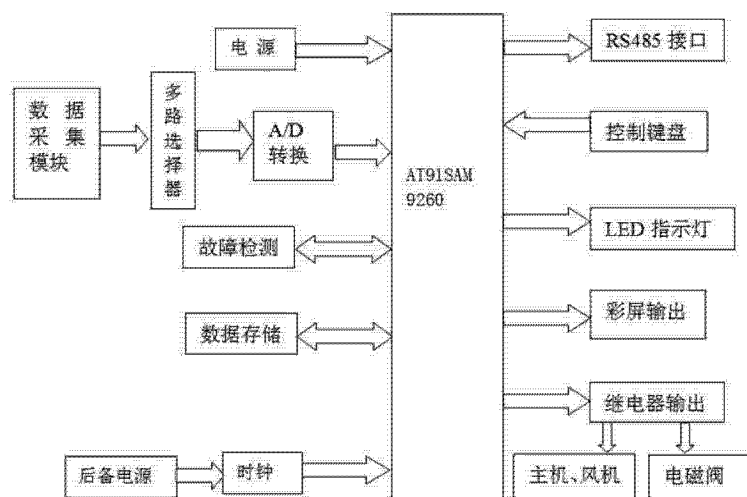 电源
RS485 接口
数据
采集
模块
多
路
选
择
器
A/D
转换
AT91SAM
9260
控制键盘
故障检测
LED 指示灯
数据存储
彩屏输出
继电器输出
后备电源
时钟
主机、风机
电磁阀